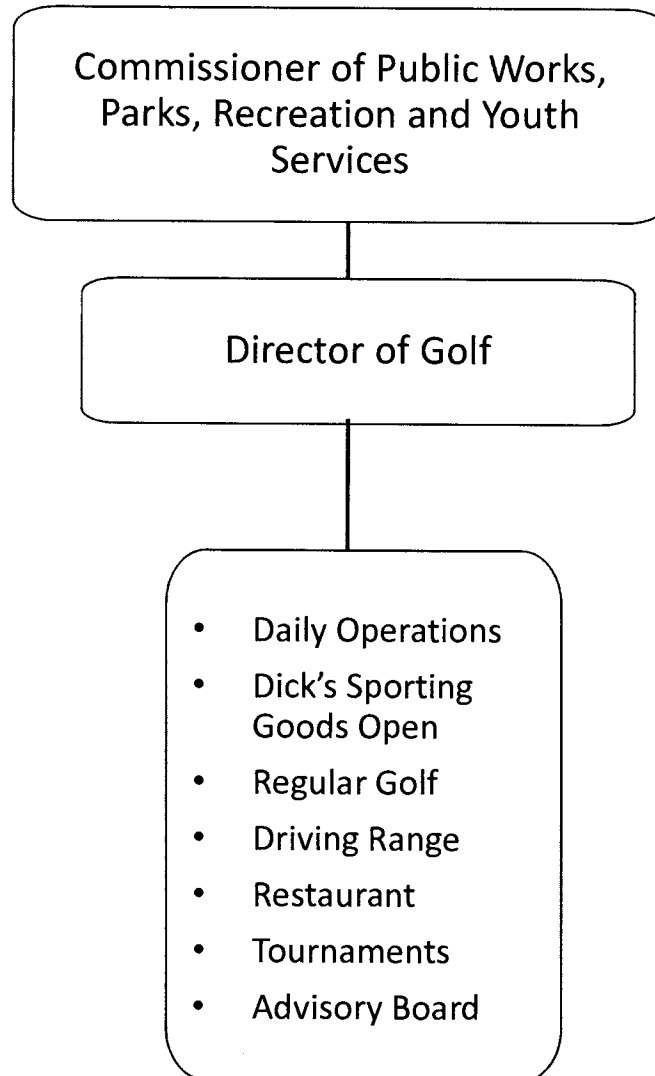 Commissioner of Public Works,
Parks, Recreation and Youth
Services
Director of Golf
• Daily Operations
• Dick’s Sporting
Goods Open
• Regular Golf
• Driving Range
• Restaurant
• Tournaments
• Advisory Board